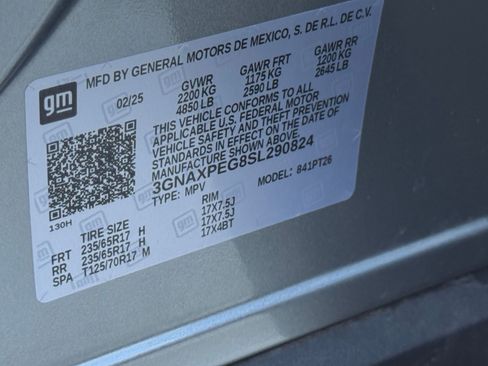 gm
MFD BY GENERAL MOTORS DE MEXICO, S. DE R.L. DE C.V.
02/25
GVWR GAWR FRT GAWR RR
2200 KG 1175 KG 1200 KG
4850 LB 2590 LB 2645 LB
THIS VEHICLE CONFORMS TO ALL
APPLICABLE U.S. FEDERAL MOTOR
VEHICLE SAFETY AND THEFT PREVENTION
STANDARDS IN EFFECT ON THE DATE OF
MANUFACTURE SHOWN ABOVE.
3GNAXPEG8SL290824
TYPE: MPV MODEL: 841PT26
130H
TIRE SIZE RIM
FRT 235/65R17 H 17X7.5J
RR 235/65R17 H 17X7.5J
SPA T125/70R17 M 17X4BT